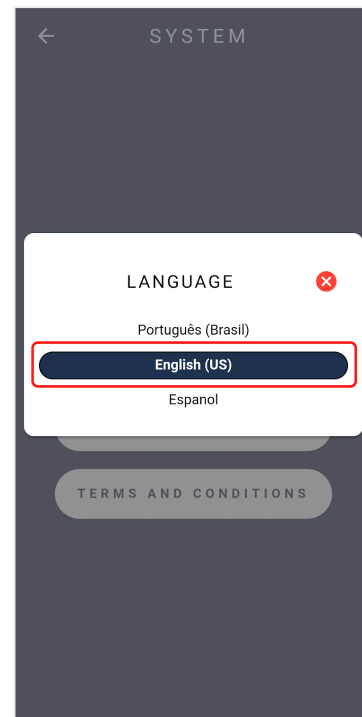 SYSTEM
LANGUAGE
Português (Brasil)
English (US)
Espanol
TERMS AND CONDITIONS